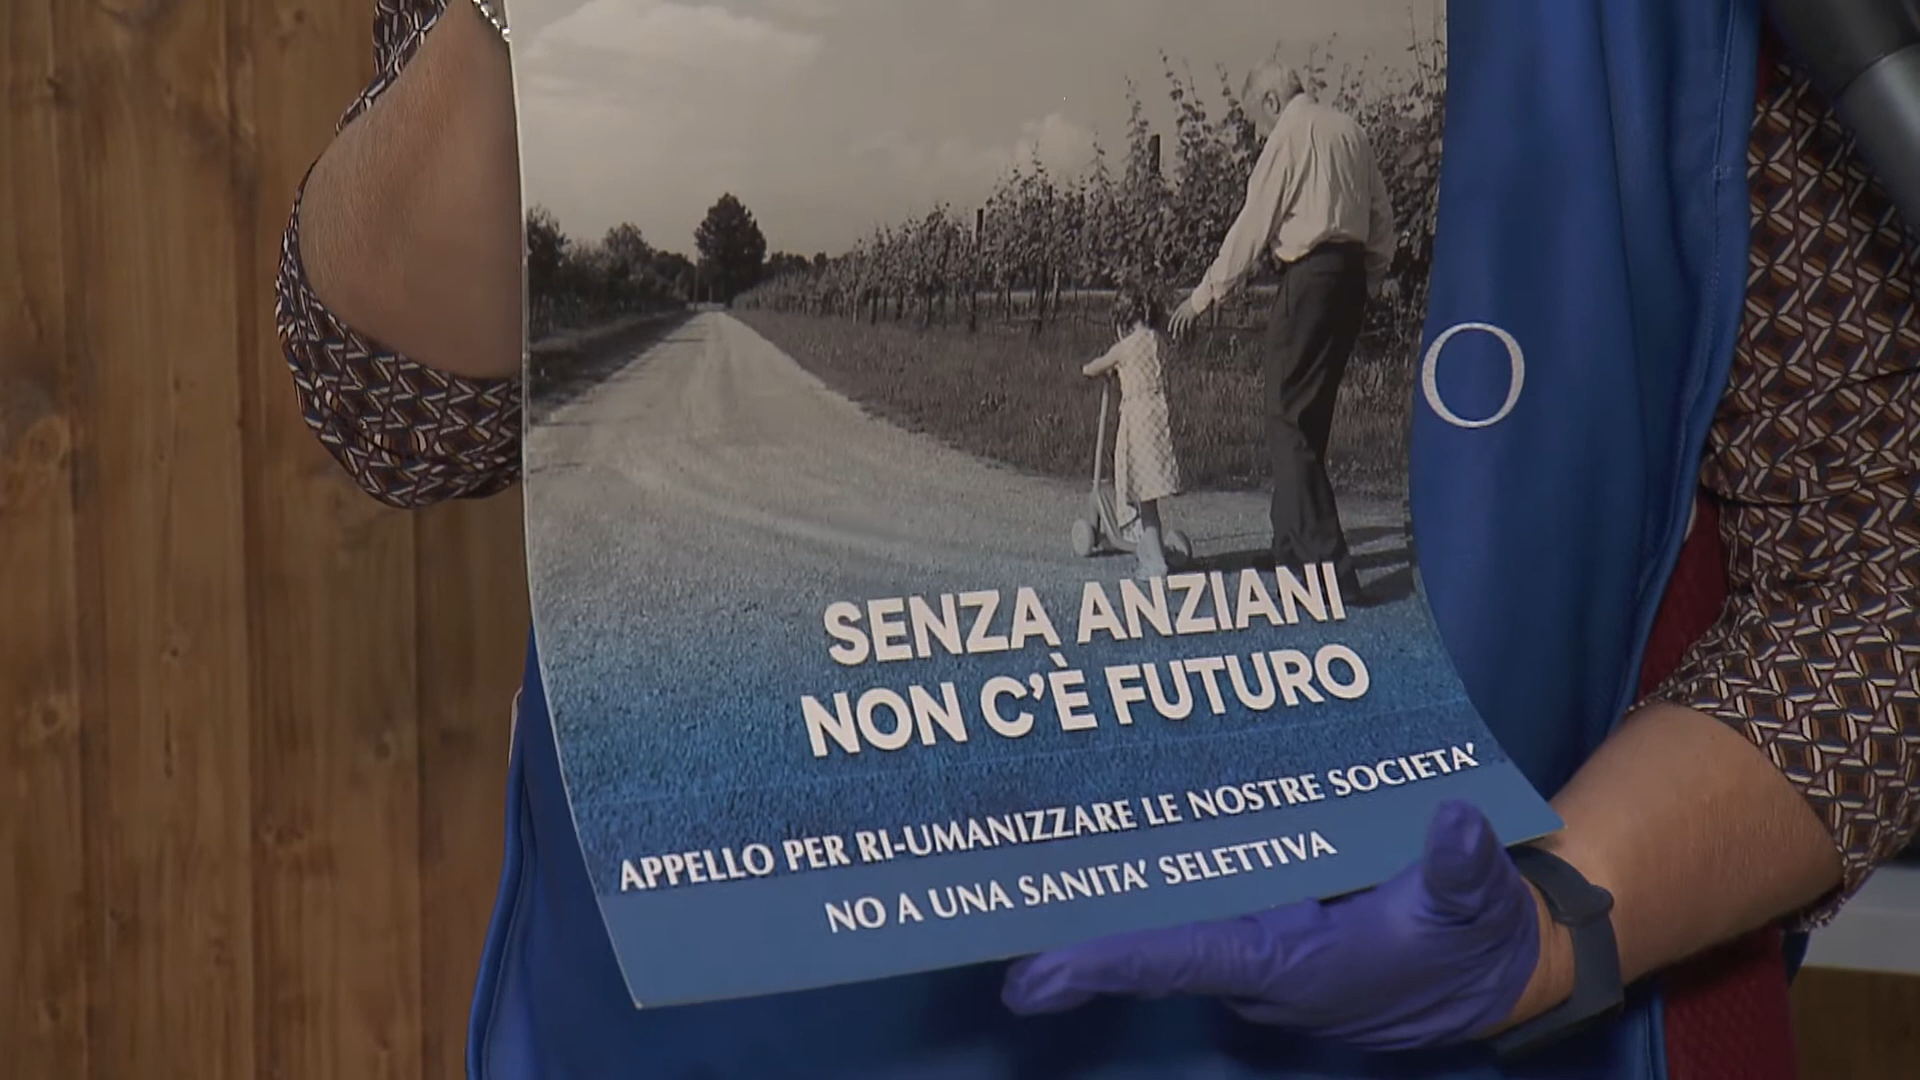 SENZA ANZIANI
NON C'È FUTURO
APPELLO PER RI-UMANIZZARE LE NOSTRE SOCIETA'
NO A UNA SANITA' SELETTIVA
O